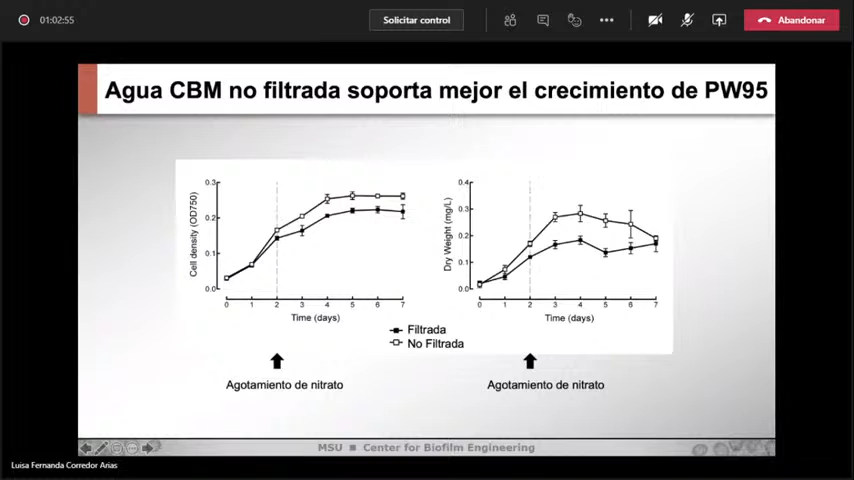 01:02:55
Solicitar control
Abandonar
Agua CBM no filtrada soporta mejor el crecimiento de PW95
Cell density (OD750)
0.3
0.2
0.1
0.0
0 1 2 3 4 5 6 7
Time (days)
Dry Weight (mg/L)
0.4
0.3
0.2
0.1
0.0
0 1 2 3 4 5 6 7
Time (days)
Filtrada
No Filtrada
Agotamiento de nitrato
Agotamiento de nitrato
MSU Center for Biofilm Engineering
Luisa Fernanda Corredor Arias